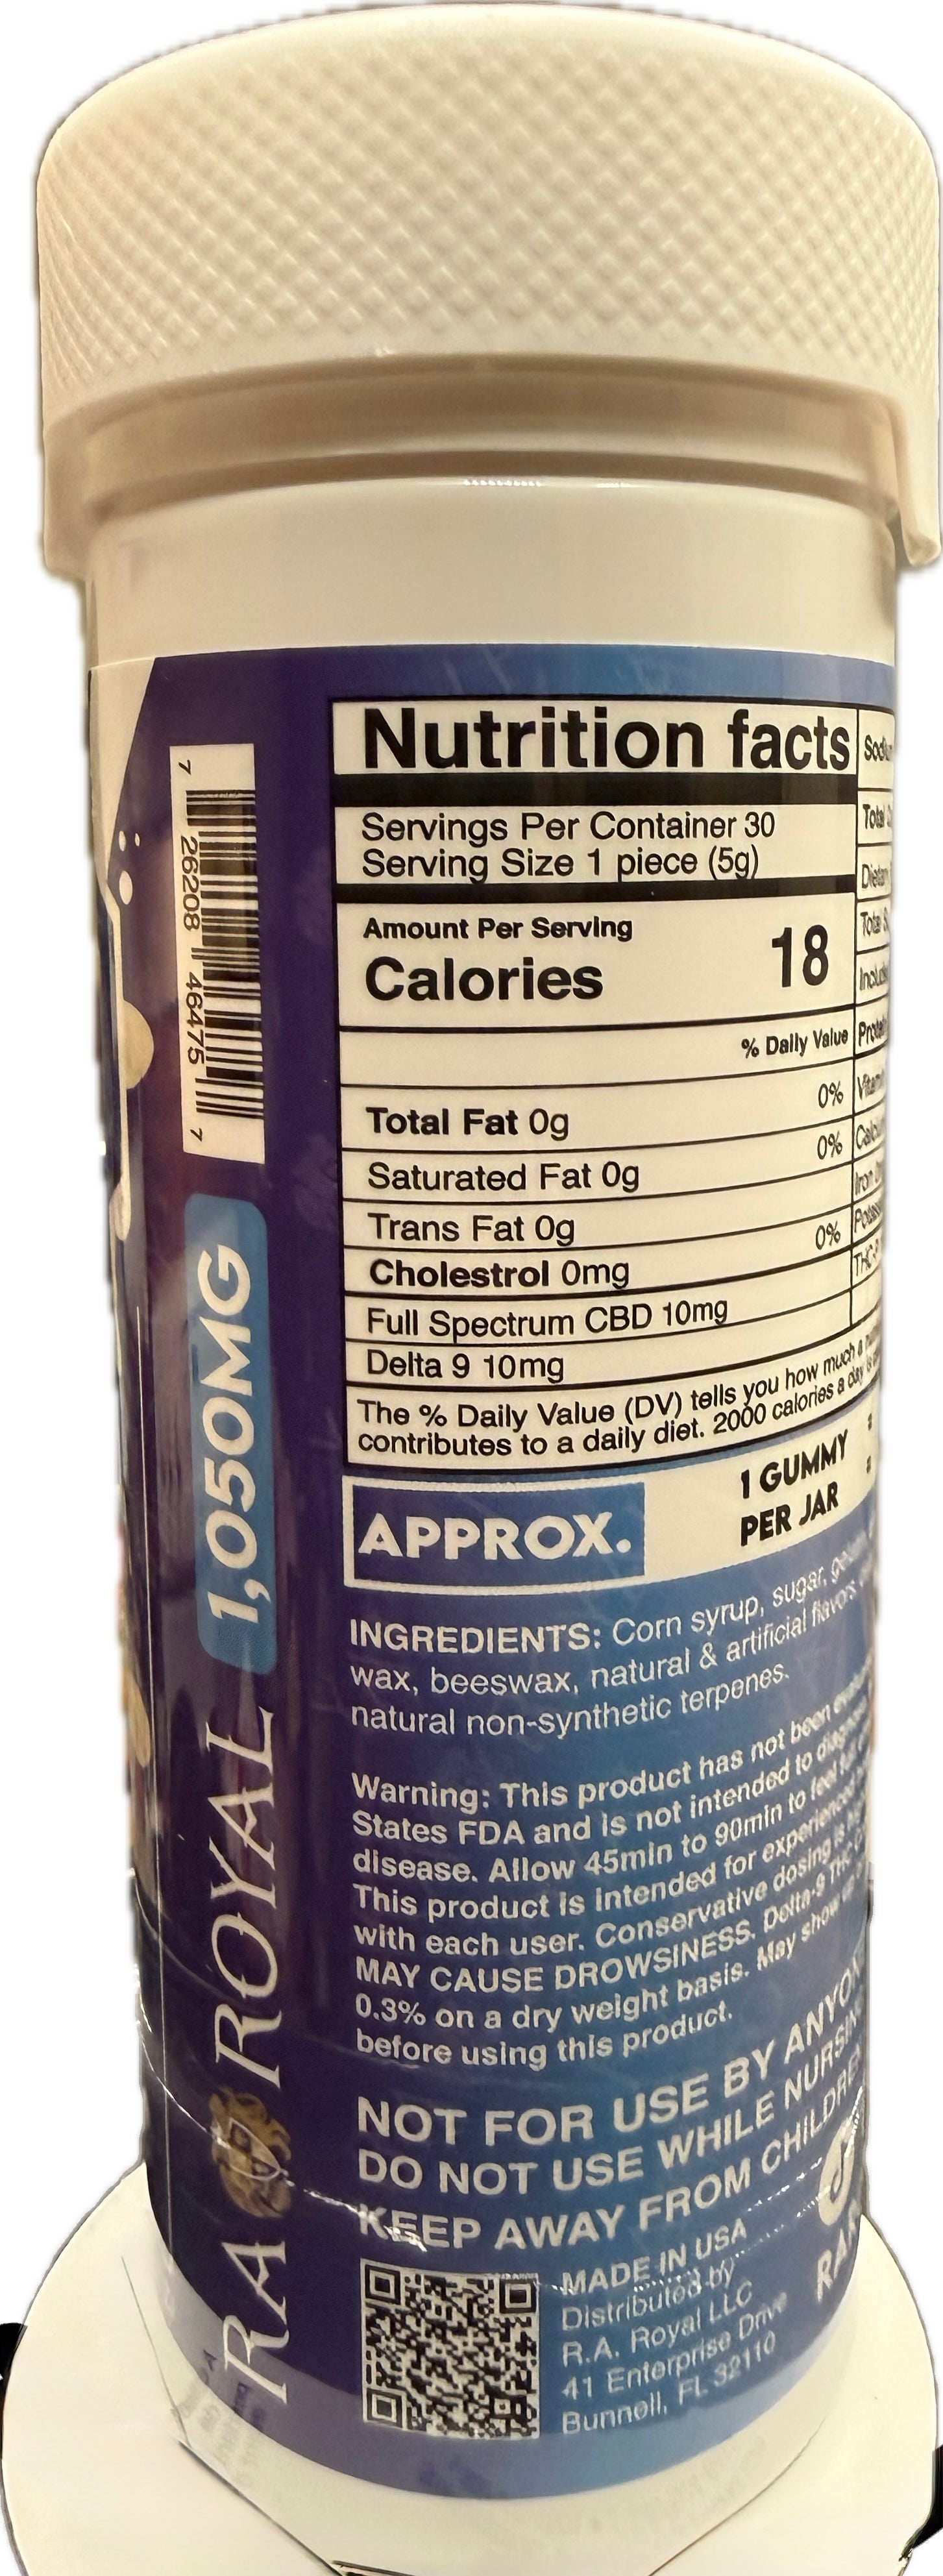 Nutrition facts
Servings Per Container 30
Serving Size 1 piece (5g)
Amount Per Serving
Calories 18
% Daily Value
Total Fat 0g 0%
Saturated Fat 0g 0%
Trans Fat 0g
Cholestrol 0mg 0%
Full Spectrum CBD 10mg
Delta 9 10mg
The % Daily Value (DV) tells you how much a
contributes to a daily diet. 2000 calories a day
Total
Iron
APPROX.
1 GUMMY
PER JAR
INGREDIENTS: Corn syrup, sugar,
wax, beeswax, natural & artificial flavors
natural non-synthetic terpenes.
Warning: This product has not been
States FDA and is not intended to
disease. Allow 45min to 90min to feel full
This product is intended for experienced
with each user. Conservative dosing is
MAY CAUSE DROWSINESS. Delta-9 THC
0.3% on a dry weight basis. May show
before using this product.
NOT FOR USE BY
DO NOT USE WHILE
KEEP AWAY FROM
MADE IN USA
Distributed by
R.A. Royal LLC
41 Enterprise Drive
Bunnell, FL 32110
RA ROYAL 1,050MG
7 26208 46475 7